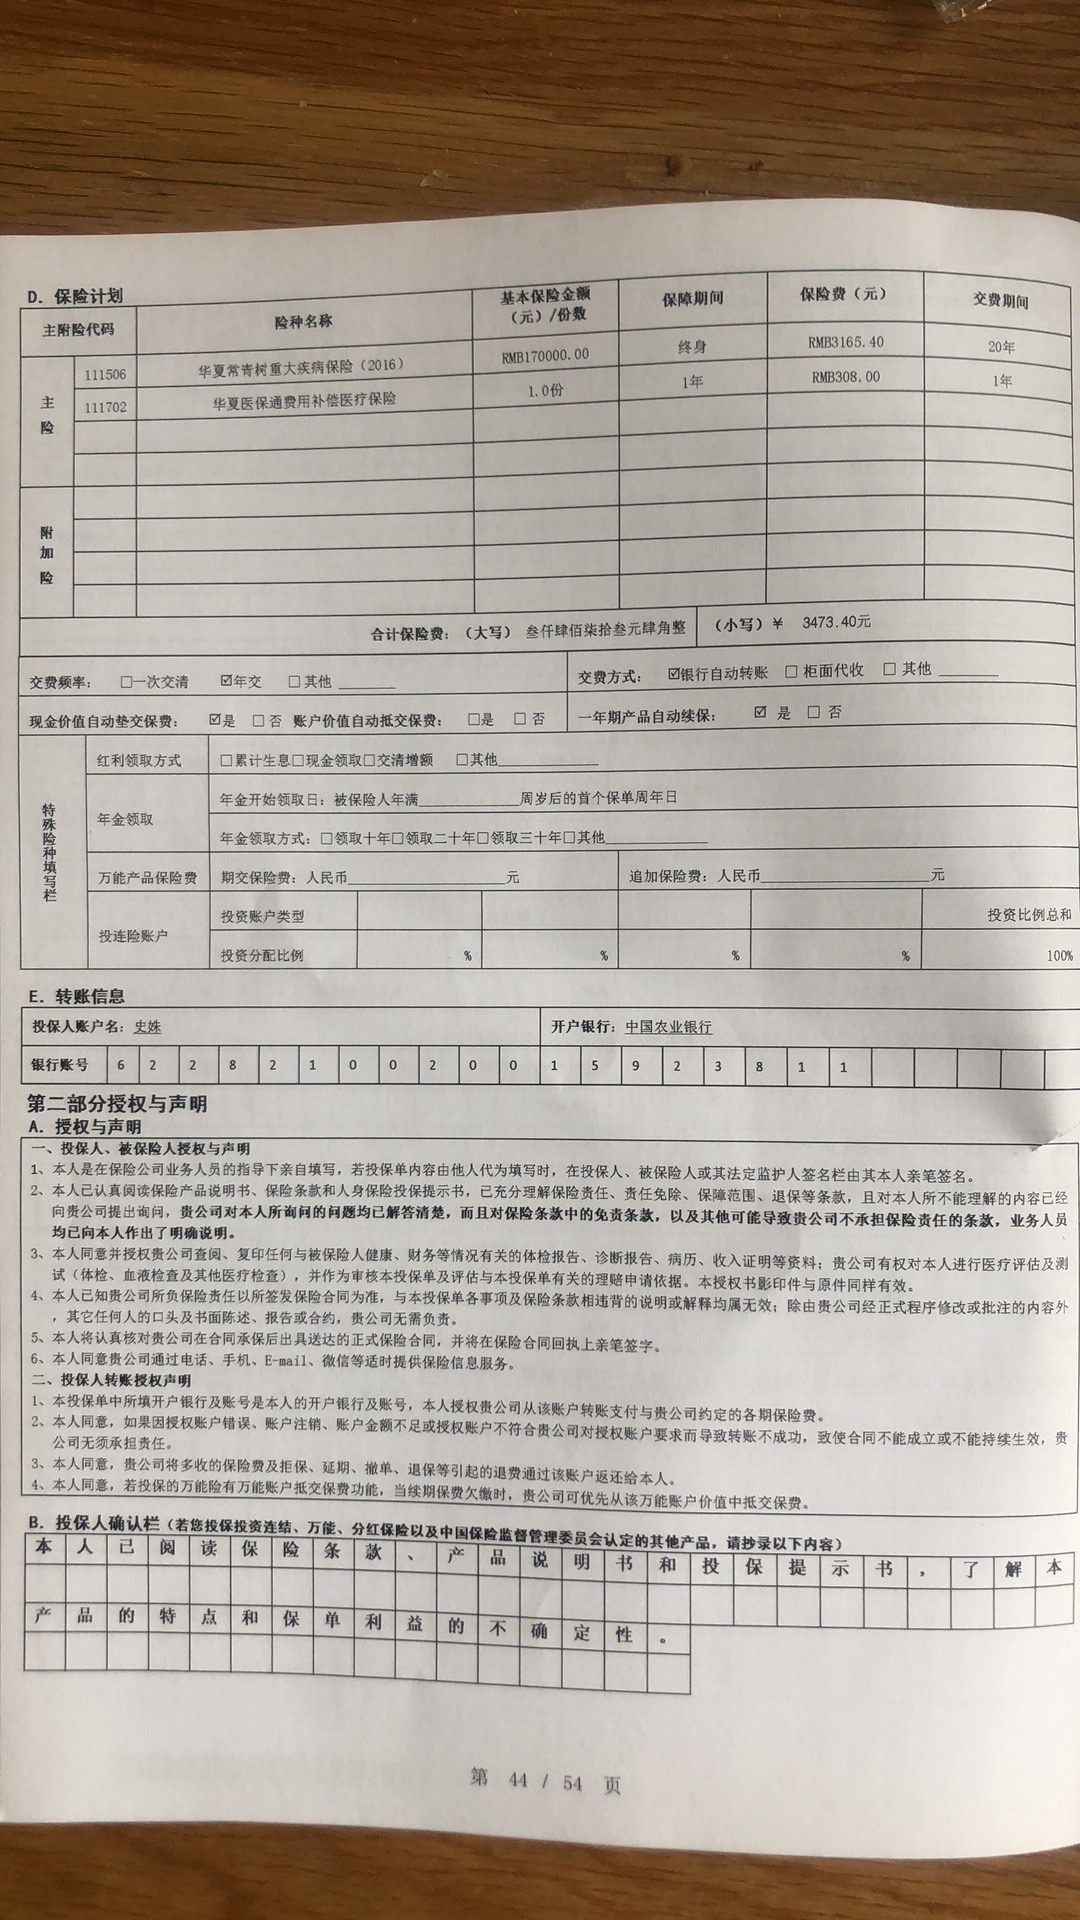 D. 保险计划
主附险代码 险种名称 基本保险金额（元）/份数 保障期间 保险费（元） 交费期间
主险 111506 华夏常青树重大疾病保险（2016） RMB170000.00 终身 RMB3165.40 20年
111702 华夏医保通费用补偿医疗保险 1.0份 1年 RMB308.00 1年
附加险
合计保险费：（大写） 叁仟肆佰柒拾叁元肆角整 （小写）¥ 3473.40元
交费频率： □一次交清 ☑年交 □其他 ______ 交费方式： ☑银行自动转账 □柜面代收 □其他 ______
现金价值自动垫交保费： ☑是 □否 账户价值自动抵交保费： □是 □否 一年期产品自动续保： ☑是 □否
特殊险种填写栏
红利领取方式 □累计生息□现金领取□交清增额 □其他____________
年金领取 年金开始领取日：被保险人年满____________周岁后的首个保单周年日
年金领取方式：□领取十年□领取二十年□领取三十年□其他____________
万能产品保险费 期交保险费：人民币__________________元 追加保险费：人民币__________________元
投连险账户 投资账户类型 投资比例总和
投资分配比例 % % % % 100%
E. 转账信息
投保人账户名：史姝 开户银行：中国农业银行
银行账号 6 2 2 8 2 1 0 0 2 0 0 1 5 9 2 3 8 1 1
第二部分授权与声明
A. 授权与声明
一、投保人、被保险人授权与声明
1、本人是在保险公司业务人员的指导下亲自填写，若投保单内容由他人代为填写时，在投保人、被保险人或其法定监护人签名栏由其本人亲笔签名。
2、本人已认真阅读保险产品说明书、保险条款和人身保险投保提示书，已充分理解保险责任、责任免除、保障范围、退保等条款，且对本人所不能理解的内容已经
向贵公司提出询问，贵公司对本人所询问的问题均已解答清楚，而且对保险条款中的免责条款，以及其他可能导致贵公司不承担保险责任的条款，业务人员
均已向本人作出了明确说明。
3、本人同意并授权贵公司查阅、复印任何与被保险人健康、财务等情况有关的体检报告、诊断报告、病历、收入证明等资料；贵公司有权对本人进行医疗评估及测
试（体检、血液检查及其他医疗检查），并作为审核本投保单及评估与本投保单有关的理赔申请依据。本授权书影印件与原件同样有效。
4、本人已知贵公司所负保险责任以所签发保险合同为准，与本投保单各事项及保险条款相违背的说明或解释均属无效；除由贵公司经正式程序修改或批注的内容外
，其它任何人的口头及书面陈述、报告或合约，贵公司无需负责。
5、本人将认真核对贵公司在合同承保后出具送达的正式保险合同，并将在保险合同回执上亲笔签字。
6、本人同意贵公司通过电话、手机、E-mail、微信等适时提供保险信息服务。
二、投保人转账授权声明
1、本投保单中所填开户银行及账号是本人的开户银行及账号，本人授权贵公司从该账户转账支付与贵公司约定的各期保险费。
2、本人同意，如果因授权账户错误、账户注销、账户金额不足或授权账户不符合贵公司对授权账户要求而导致转账不成功，致使合同不能成立或不能持续生效，贵
公司无须承担责任。
3、本人同意，贵公司将多收的保险费及拒保、延期、撤单、退保等引起的退费通过该账户返还给本人。
4、本人同意，若投保的万能险有万能账户抵交保费功能，当续期保费欠缴时，贵公司可优先从该万能账户价值中抵交保费。
B. 投保人确认栏（若您投保投资连结、万能、分红保险以及中国保险监督管理委员会认定的其他产品，请抄录以下内容）
本人已阅读保险条款、产品说明书和投保提示书，了解本
产品的特点和保单利益的不确定性。
第 44 / 54 页